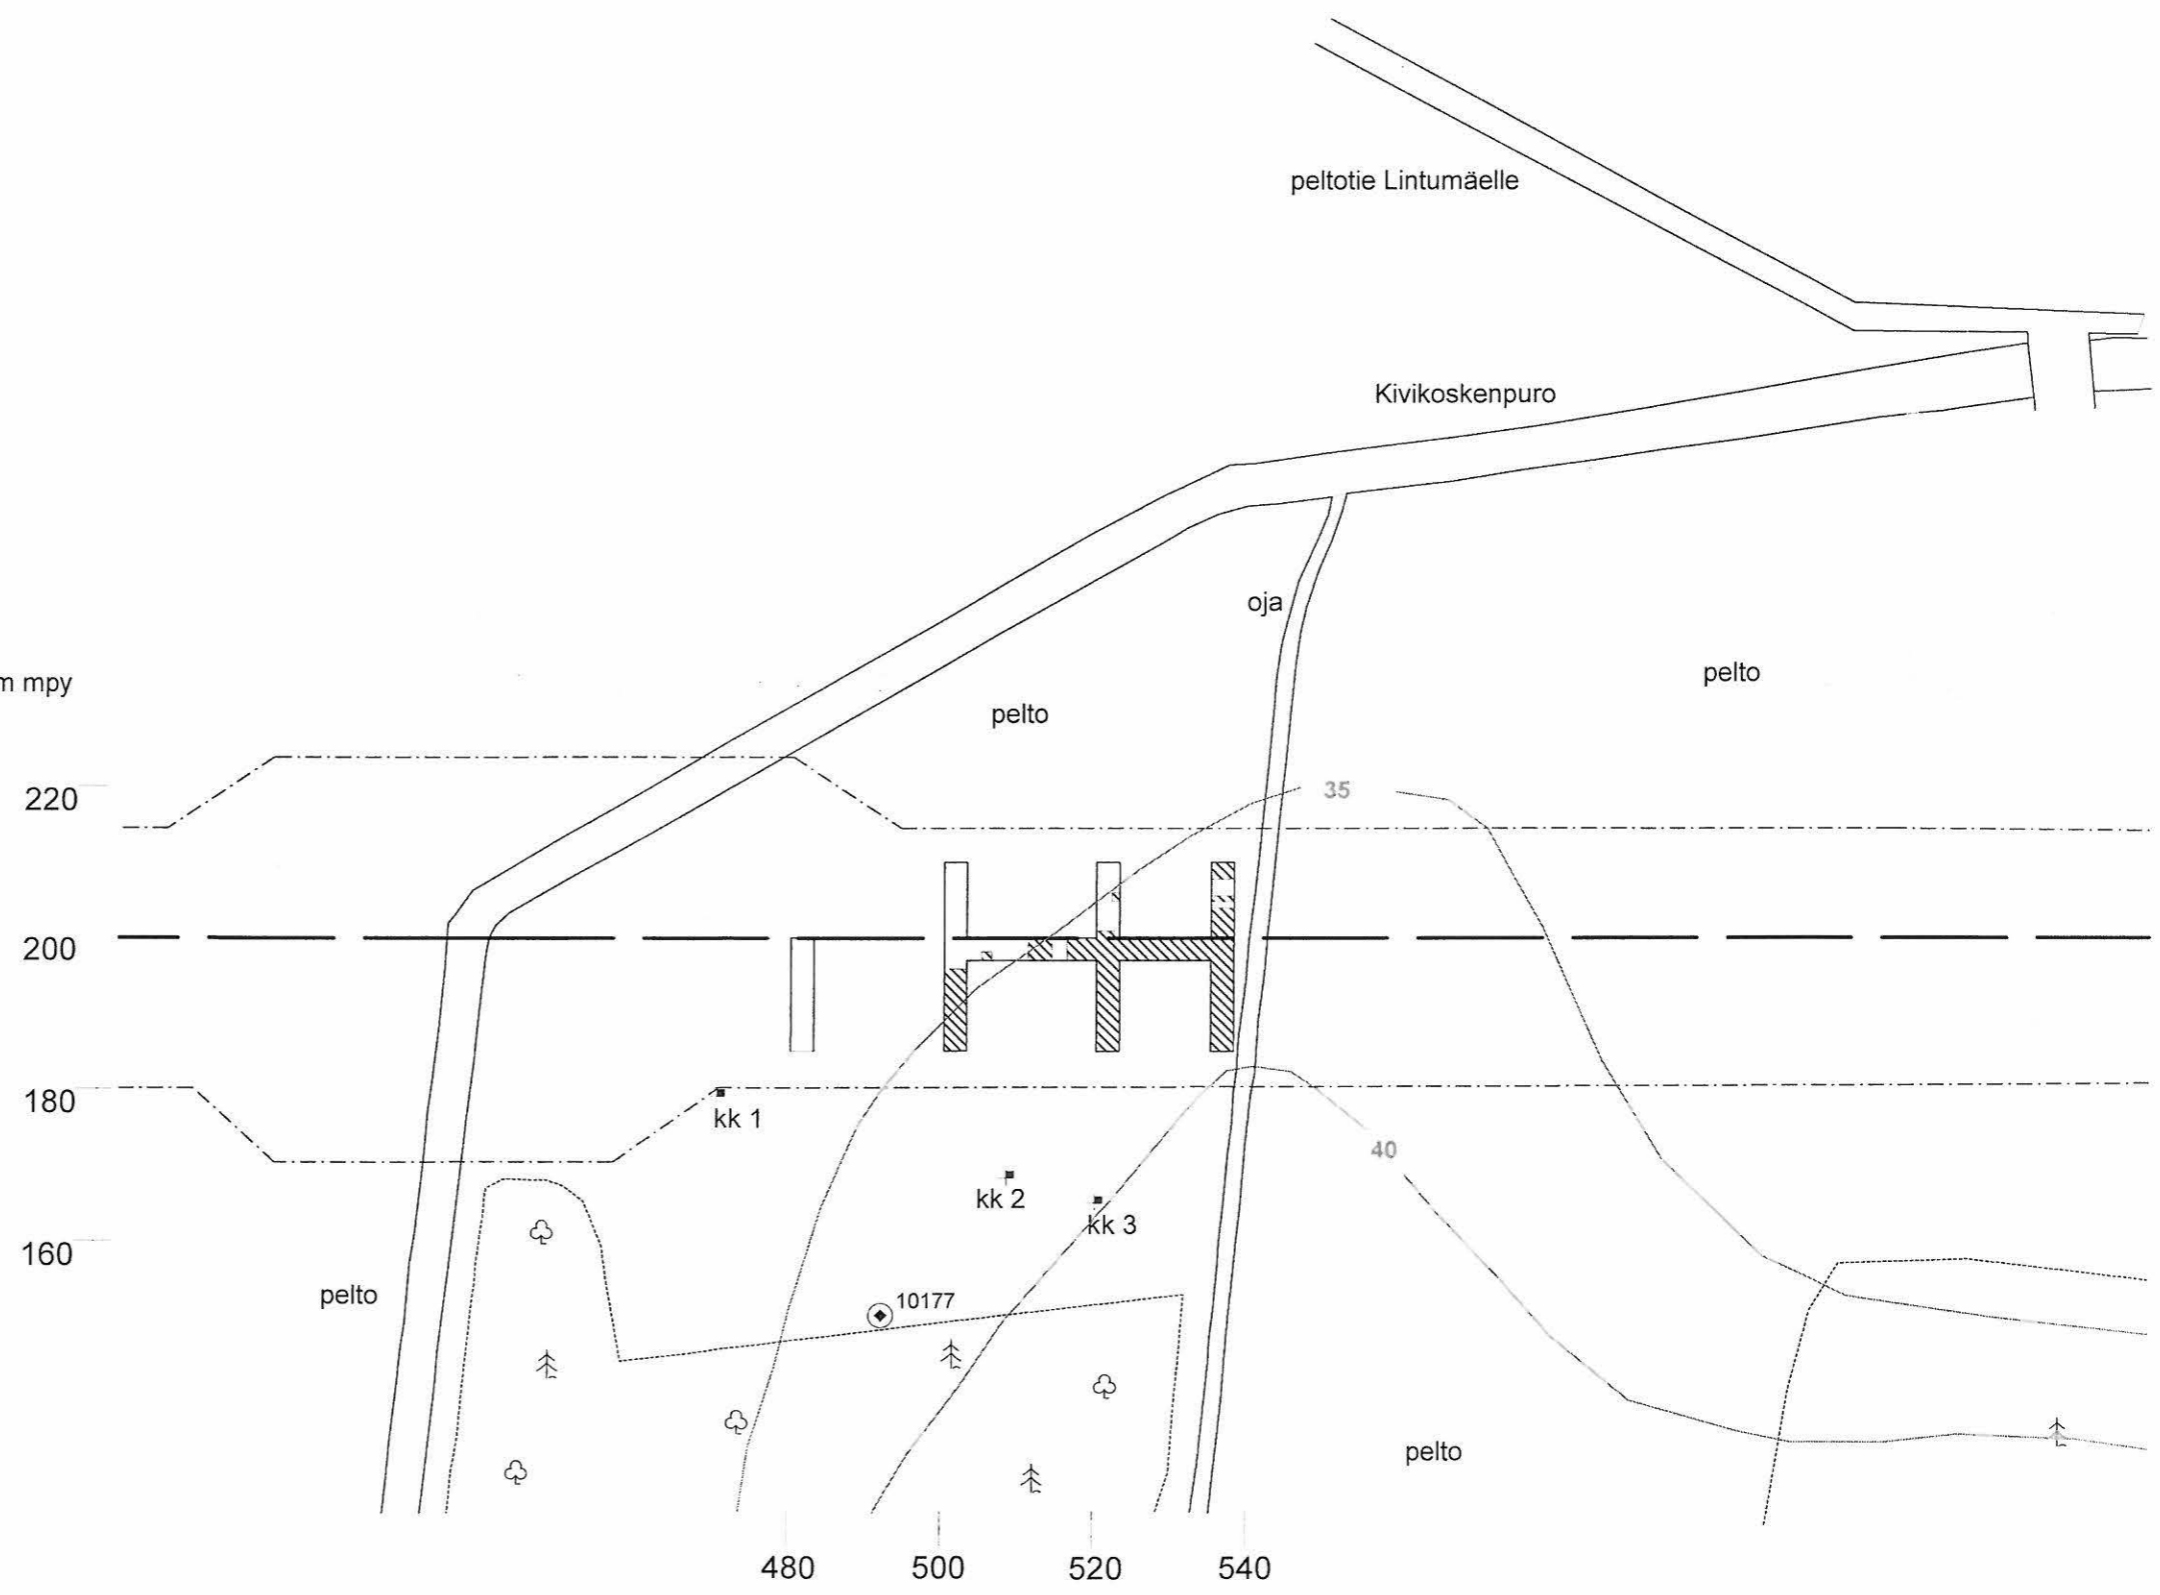 peltotie Lintumäelle
Kivikoskenpuro
oja
m mpy
pelto
pelto
220
35
200
180
kk 1
40
kk 2
kk 3
160
pelto
10177
pelto
480 500 520 540